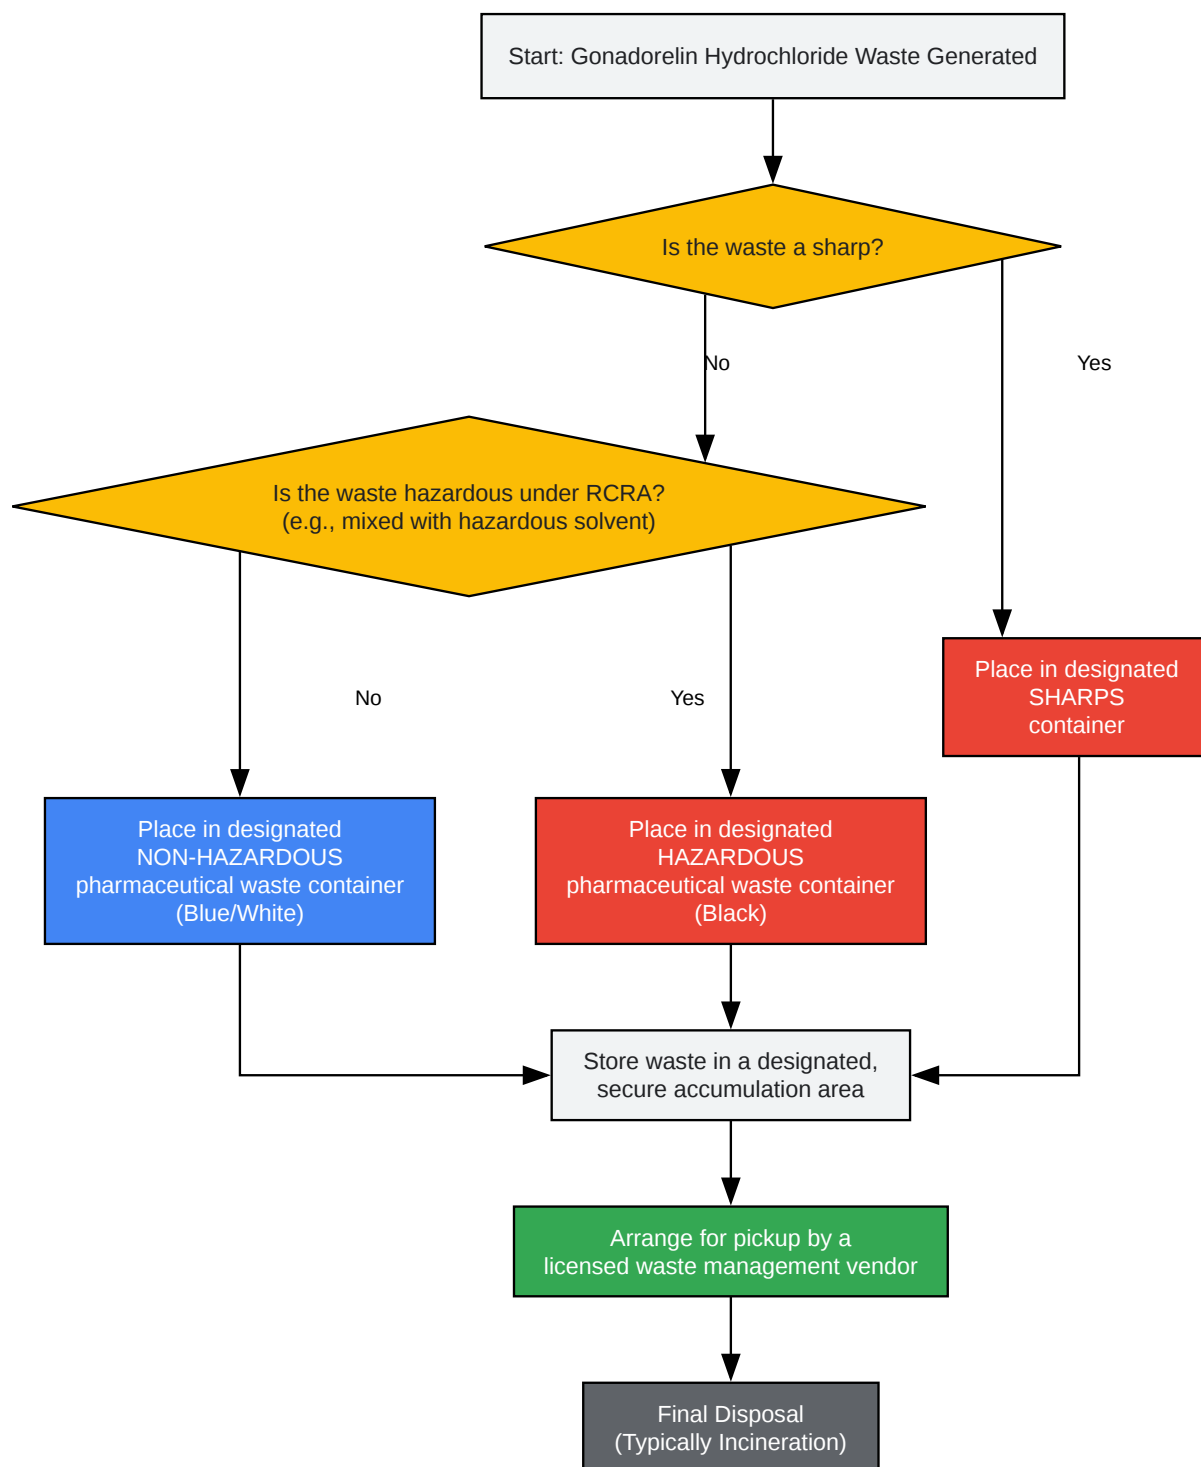 Start: Gonadorelin Hydrochloride Waste Generated
Is the waste a sharp?
No
Yes
Is the waste hazardous under RCRA?
(e.g., mixed with hazardous solvent)
Place in designated
SHARPS
container
No
Yes
Place in designated
NON-HAZARDOUS
pharmaceutical waste container
(Blue/White)
Place in designated
HAZARDOUS
pharmaceutical waste container
(Black)
Store waste in a designated,
secure accumulation area
Arrange for pickup by a
licensed waste management vendor
Final Disposal
(Typically Incineration)